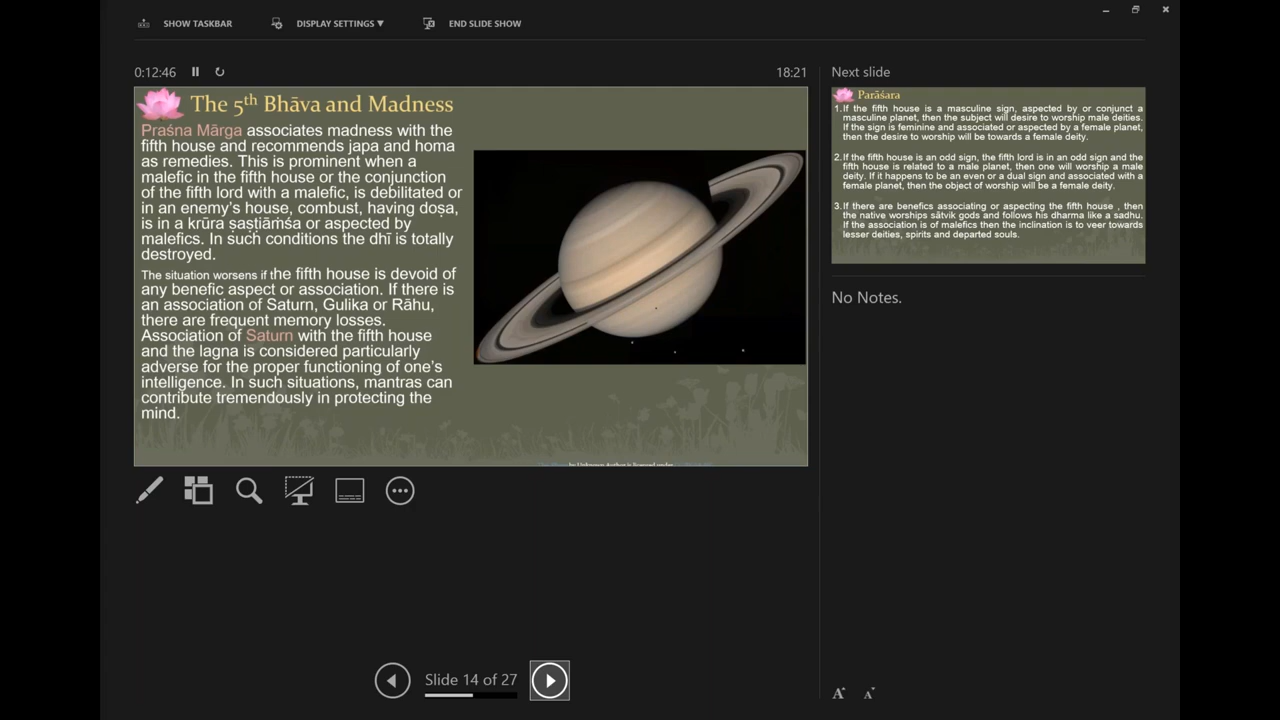 SHOW TASKBAR
DISPLAY SETTINGS ▼
END SLIDE SHOW
0:12:46
18:21
The 5th Bhāva and Madness
Praśna Mārga associates madness with the
fifth house and recommends japa and homa
as remedies. This is prominent when a
malefic in the fifth house or the conjunction
of the fifth lord with a malefic, is debilitated or
in an enemy's house, combust, having doṣa,
is in a krūra ṣaṣṭiāṁśa or aspected by
malefics. In such conditions the dhī is totally
destroyed.
The situation worsens if the fifth house is devoid of
any benefic aspect or association. If there is
an association of Saturn, Gulika or Rāhu,
there are frequent memory losses.
Association of Saturn with the fifth house
and the lagna is considered particularly
adverse for the proper functioning of one's
intelligence. In such situations, mantras can
contribute tremendously in protecting the
mind.
by Unknown Author is licensed under
Slide 14 of 27
Next slide
Parāśara
1. If the fifth house is a masculine sign, aspected by or conjunct a
masculine planet, then the subject will desire to worship male deities.
If the sign is feminine and associated or aspected by a female planet,
then the desire to worship will be towards a female deity.
2. If the fifth house is an odd sign, the fifth lord is in an odd sign and the
fifth house is related to a male planet, then one will worship a male
deity. If it happens to be an even or a dual sign and associated with a
female planet, then the object of worship will be a female deity.
3. If there are benefics associating or aspecting the fifth house , then
the native worships sātvik gods and follows his dharma like a sadhu.
If the association is of malefics then the inclination is to veer towards
lesser deities, spirits and departed souls.
No Notes.
A A